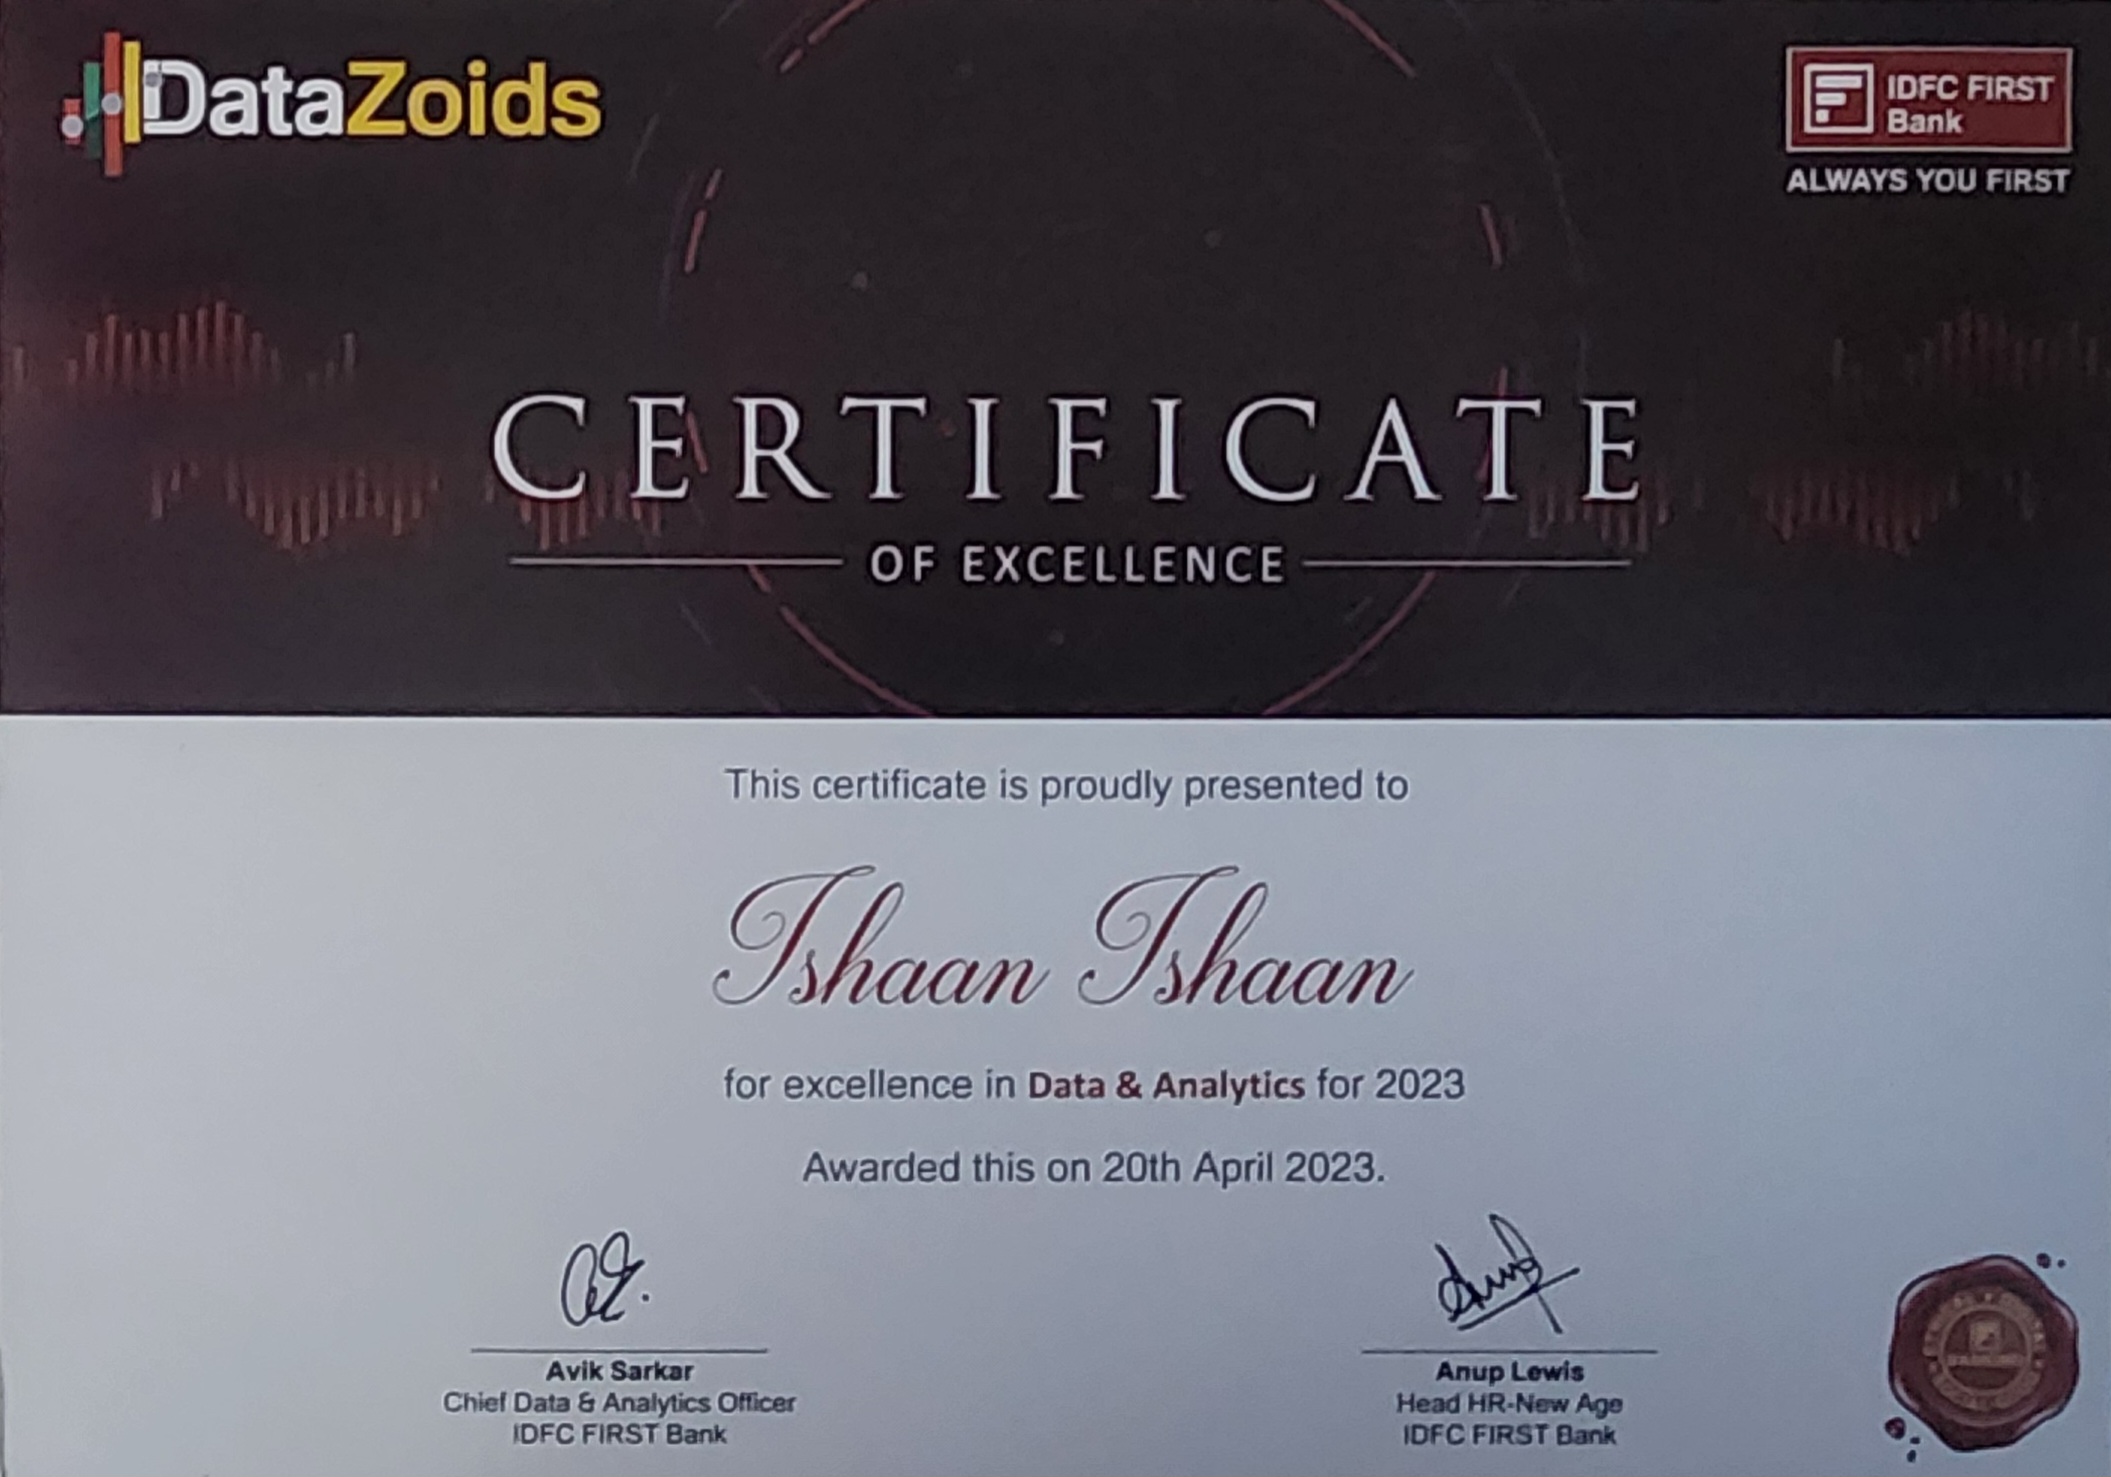 DataZoids
IDFC FIRST
Bank
ALWAYS YOU FIRST
CERTIFICATE
OF EXCELLENCE
This certificate is proudly presented to
Ishaan Ishaan
for excellence in Data & Analytics for 2023
Awarded this on 20th April 2023.
Avik Sarkar
Chief Data & Analytics Officer
IDFC FIRST Bank
Anup Lewis
Head HR-New Age
IDFC FIRST Bank